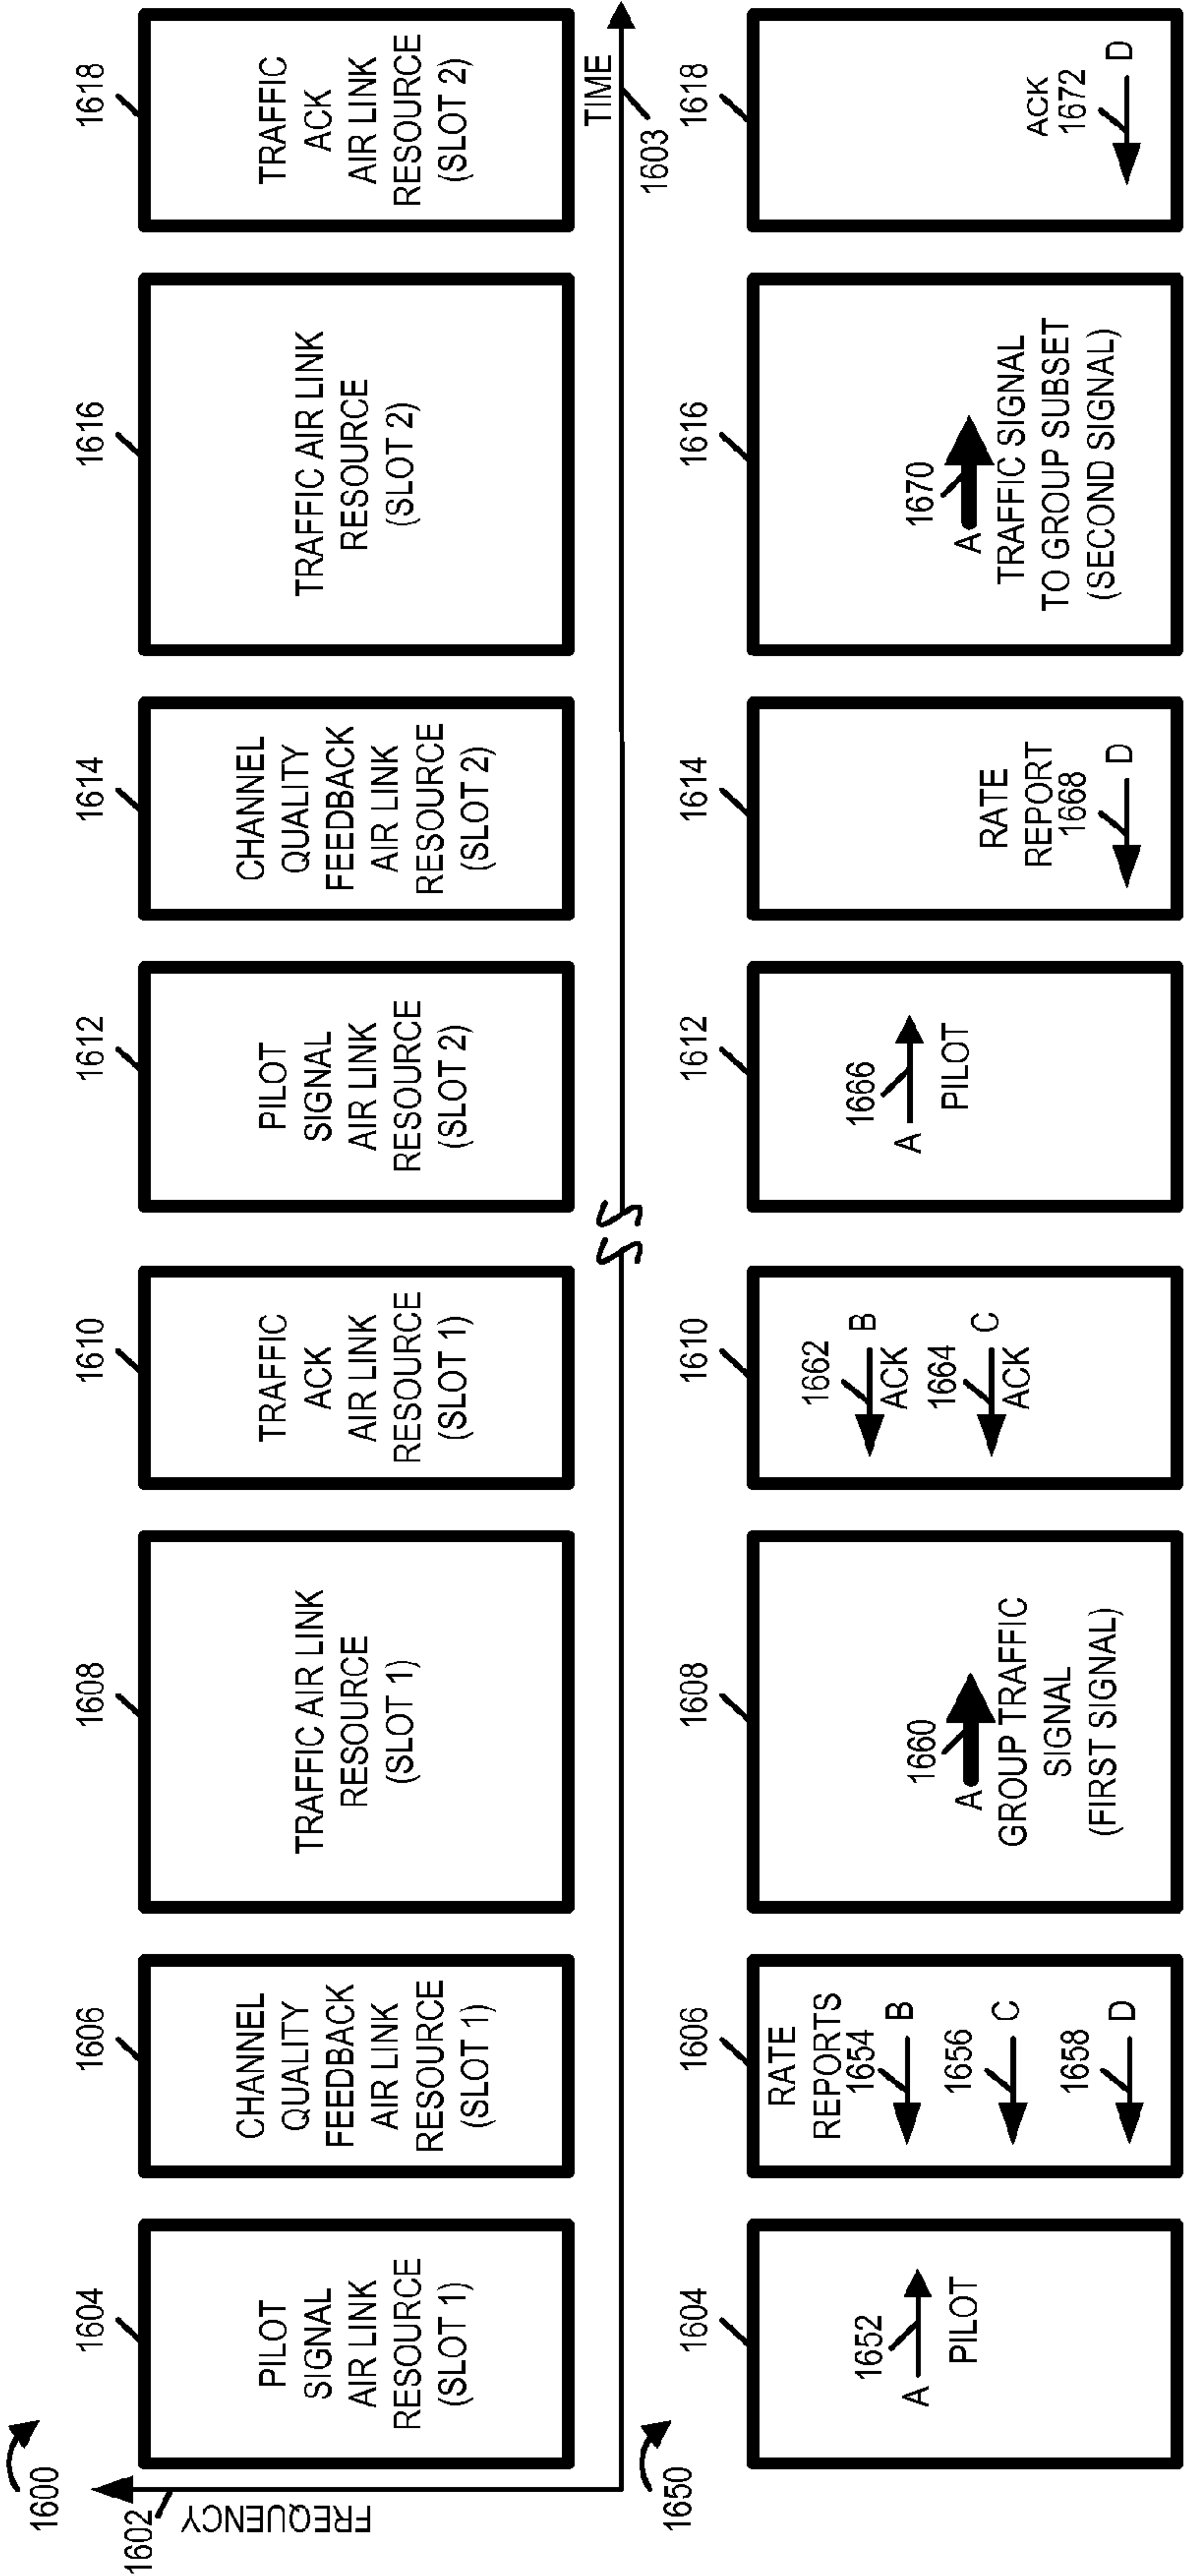 1600
FREQUENCY
1602
1604
PILOT
SIGNAL
AIR LINK
RESOURCE
(SLOT 1)
1606
CHANNEL
QUALITY
FEEDBACK
AIR LINK
RESOURCE
(SLOT 1)
1608
TRAFFIC AIR LINK
RESOURCE
(SLOT 1)
1610
TRAFFIC
ACK
AIR LINK
RESOURCE
(SLOT 1)
1612
PILOT
SIGNAL
AIR LINK
RESOURCE
(SLOT 2)
1614
CHANNEL
QUALITY
FEEDBACK
AIR LINK
RESOURCE
(SLOT 2)
1616
TRAFFIC AIR LINK
RESOURCE
(SLOT 2)
1618
TRAFFIC
ACK
AIR LINK
RESOURCE
(SLOT 2)
TIME
1603
1650
1604
1652
A
PILOT
1606
RATE
REPORTS
1654
B
1656
C
1658
D
1608
1660
A
GROUP TRAFFIC
SIGNAL
(FIRST SIGNAL)
1610
1662
B
ACK
1664
C
ACK
1612
1666
A
PILOT
1614
RATE
REPORT
1668
D
1616
1670
A
TRAFFIC SIGNAL
TO GROUP SUBSET
(SECOND SIGNAL)
1618
ACK
1672
D